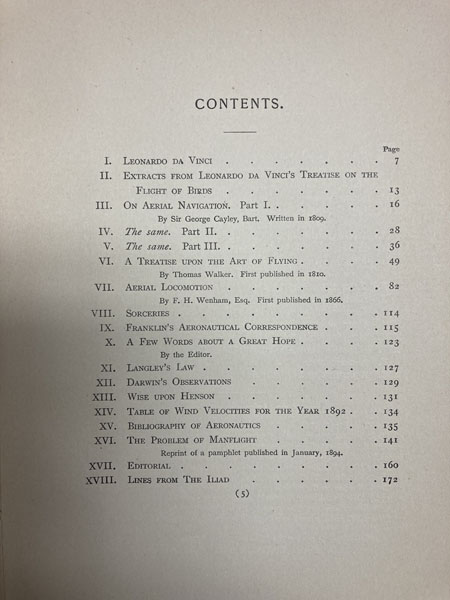 CONTENTS.
Page
I. LEONARDO DA VINCI . . . . . . 7
II. EXTRACTS FROM LEONARDO DA VINCI'S TREATISE ON THE
FLIGHT OF BIRDS . . . . . . 13
III. ON AERIAL NAVIGATION. Part I. . . . . . 16
By Sir George Cayley, Bart. Written in 1809.
IV. The same. Part II. . . . . . . 28
V. The same. Part III. . . . . . . 36
VI. A TREATISE UPON THE ART OF FLYING . . . . 49
By Thomas Walker. First published in 1810.
VII. AERIAL LOCOMOTION . . . . . . 82
By F. H. Wenham, Esq. First published in 1866.
VIII. SORCERIES . . . . . . . . 114
IX. FRANKLIN'S AERONAUTICAL CORRESPONDENCE . . . 115
X. A FEW WORDS ABOUT A GREAT HOPE . . . . 123
By the Editor.
XI. LANGLEY'S LAW . . . . . . . 127
XII. DARWIN'S OBSERVATIONS . . . . . . 129
XIII. WISE UPON HENSON . . . . . . 131
XIV. TABLE OF WIND VELOCITIES FOR THE YEAR 1892 . . 134
XV. BIBLIOGRAPHY OF AERONAUTICS . . . . . 135
XVI. THE PROBLEM OF MANFLIGHT . . . . . 141
Reprint of a pamphlet published in January, 1894.
XVII. EDITORIAL . . . . . . . . 160
XVIII. LINES FROM THE ILIAD . . . . . . 172
(5)